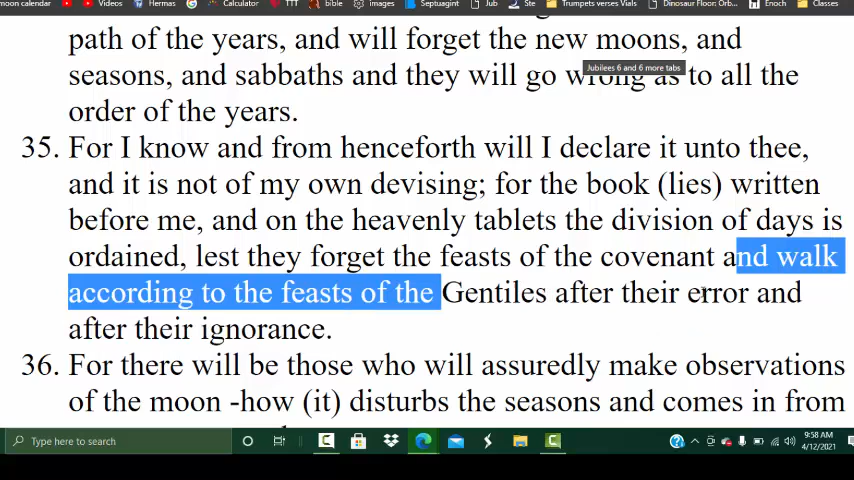 moon calendar
Videos
Hermas
G
Calculator
The
bible
images
Septuagint
Jub
Ste
Trumpets verses Vials
Dinosaur Floor: Orb...
Enoch
Classes
path of the years, and will forget the new moons, and
Jubilees 6 and 6 more tabs
seasons, and sabbaths and they will go wrong as to all the
order of the years.
35. For I know and from henceforth will I declare it unto thee,
and it is not of my own devising; for the book (lies) written
before me, and on the heavenly tablets the division of days is
ordained, lest they forget the feasts of the covenant and walk
according to the feasts of the Gentiles after their error and
after their ignorance.
36. For there will be those who will assuredly make observations
of the moon -how (it) disturbs the seasons and comes in from
Type here to search
9:58 AM
4/12/2021